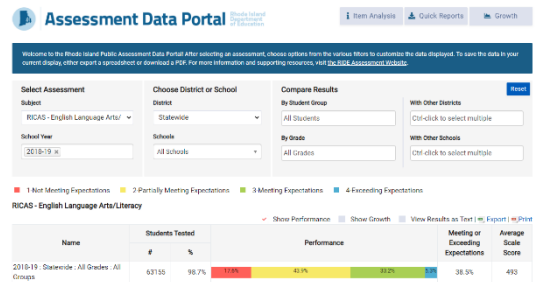 Assessment Data Portal
Rhode Island
Department
of Education
Item Analysis
Quick Reports
Growth
Welcome to the Rhode Island Public Assessment Data Portal! After selecting an assessment, choose options from the various filters to customize the data displayed. To save the data in your
current display, either export a spreadsheet or download a PDF. For more information and supporting resources, visit the RIDE Assessment Website.
Select Assessment
Choose District or School
Compare Results
Reset
Subject
District
By Student Group
With Other Districts
RICAS - English Language Arts/
Statewide
All Students
Ctrl-click to select multiple
School Year
Schools
By Grade
With Other Schools
2018-19 x
All Schools
All Grades
Ctrl-click to select multiple
1-Not Meeting Expectations 2-Partially Meeting Expectations 3-Meeting Expectations 4-Exceeding Expectations
RICAS - English Language Arts/Literacy
Show Performance Show Growth View Results as Text | Export | Print
Name
Students Tested
#
%
Performance
Meeting or
Exceeding
Expectations
Average
Scale
Score
2018-19 : Statewide : All Grades : All
Groups
63155
98.7%
33.2%
38.5%
493